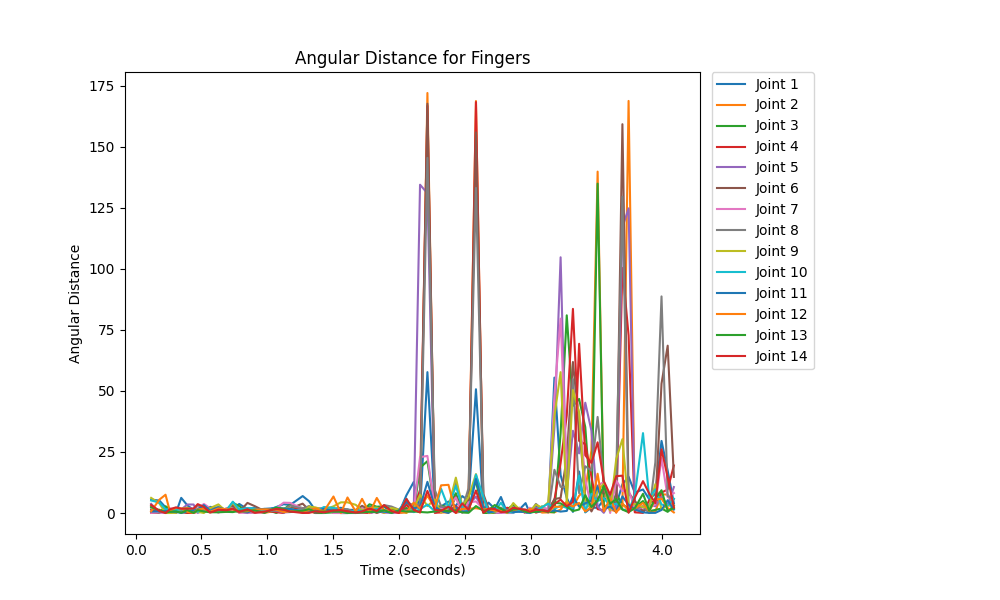 Angular Distance for Fingers
175
150
125
100
75
50
25
0
Angular Distance
0.0 0.5 1.0 1.5 2.0 2.5 3.0 3.5 4.0
Time (seconds)
Joint 1
Joint 2
Joint 3
Joint 4
Joint 5
Joint 6
Joint 7
Joint 8
Joint 9
Joint 10
Joint 11
Joint 12
Joint 13
Joint 14